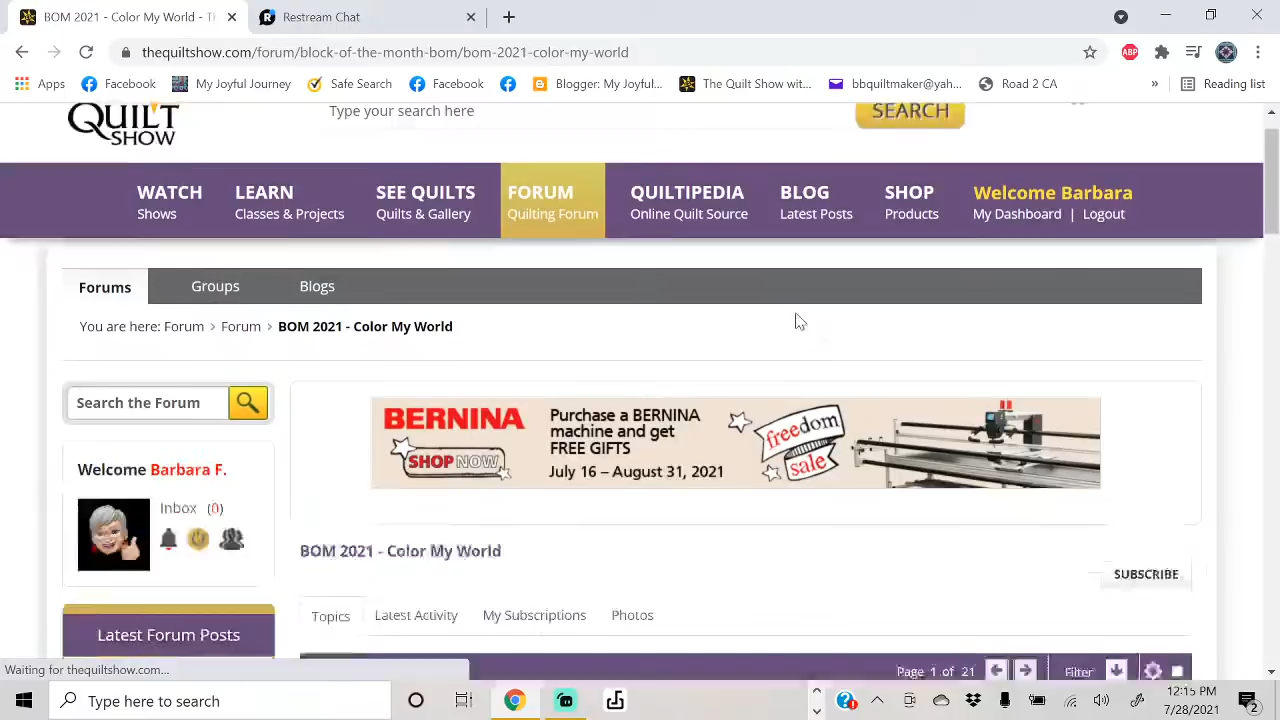 BOM 2021 - Th
Restream Chat
thequiltshow.com/forum/block-of-the-month-bom/bom-2021-color-my-world
ABP
Apps
Facebook
My Joyful Journey
Safe Search
Facebook
Blogger: My Joyful...
The Quilt Show wit...
bbquiltmaker@yah...
Road 2 CA
»
Reading list
QUILT
SHOW
Type your search here
SEARCH
WATCH
Shows
LEARN
Classes & Projects
SEE QUILTS
Quilts & Gallery
FORUM
Quilting Forum
QUILTIPEDIA
Online Quilt Source
BLOG
Latest Posts
SHOP
Products
Welcome Barbara
My Dashboard | Logout
Forums
Groups
Blogs
You are here: Forum > Forum > BOM 2021 - Color My World
Search the Forum
BERNINA
SHOP NOW
Purchase a BERNINA
machine and get
FREE GIFTS
July 16 – August 31, 2021
freedom
sale
Welcome Barbara F.
Inbox (0)
BOM 2021 - Color My World
SUBSCRIBE
Topics
Latest Activity
My Subscriptions
Photos
Latest Forum Posts
Page 1 of 21
Filter
Waiting for thequiltshow.com...
Type here to search
12:15 PM
7/28/2021
2